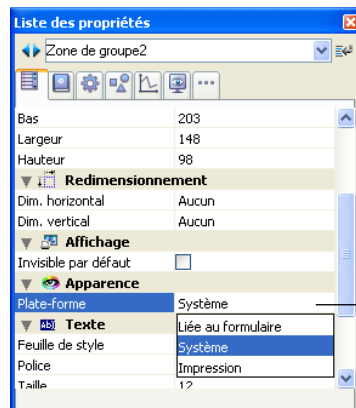 Liste des propriétés
Zone de groupe2
Bas 203
Largeur 148
Hauteur 98
Redimensionnement
Dim. horizontal Aucun
Dim. vertical Aucun
Affichage
Invisible par défaut
Apparence
Plate-forme Système
Texte
Liée au formulaire
Feuille de style Système
Police Impression
Taille 12